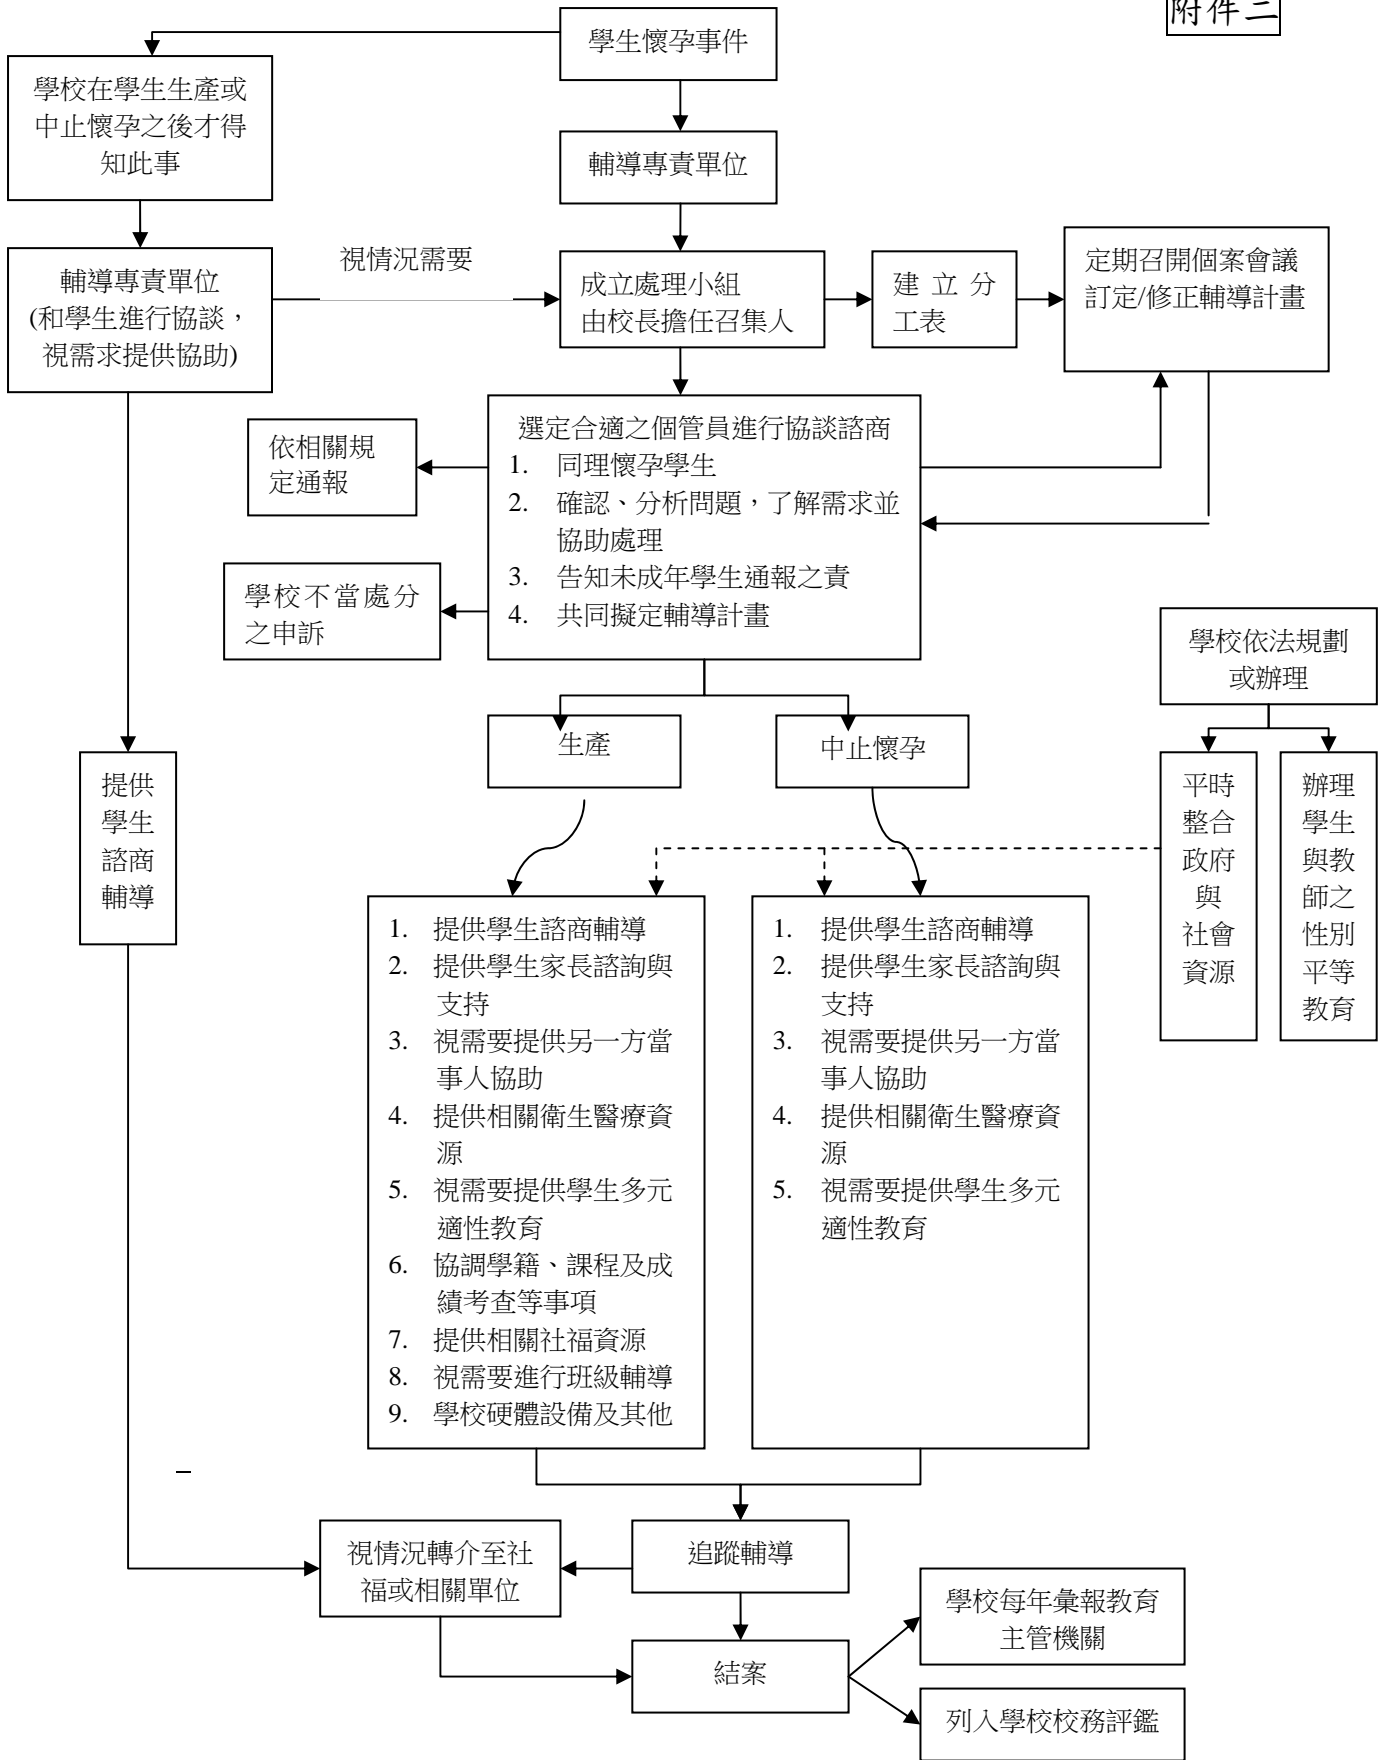 附件三
學生懷孕事件
學校在學生生產或
中止懷孕之後才得
知此事
輔導專責單位
輔導專責單位
(和學生進行協談，
視需求提供協助)
視情況需要
成立處理小組
由校長擔任召集人
建立分
工表
定期召開個案會議
訂定/修正輔導計畫
選定合適之個管員進行協談諮商
1. 同理懷孕學生
2. 確認、分析問題，了解需求並
協助處理
3. 告知未成年學生通報之責
4. 共同擬定輔導計畫
依相關規
定通報
學校不當處分
之申訴
學校依法規劃
或辦理
生產
中止懷孕
平時
整合
政府
與
社會
資源
辦理
學生
與教
師之
性別
平等
教育
提供
學生
諮商
輔導
1. 提供學生諮商輔導
2. 提供學生家長諮詢與
支持
3. 視需要提供另一方當
事人協助
4. 提供相關衛生醫療資
源
5. 視需要提供學生多元
適性教育
6. 協調學籍、課程及成
績考查等事項
7. 提供相關社福資源
8. 視需要進行班級輔導
9. 學校硬體設備及其他
1. 提供學生諮商輔導
2. 提供學生家長諮詢與
支持
3. 視需要提供另一方當
事人協助
4. 提供相關衛生醫療資
源
5. 視需要提供學生多元
適性教育
視情況轉介至社
福或相關單位
追蹤輔導
結案
學校每年彙報教育
主管機關
列入學校校務評鑑